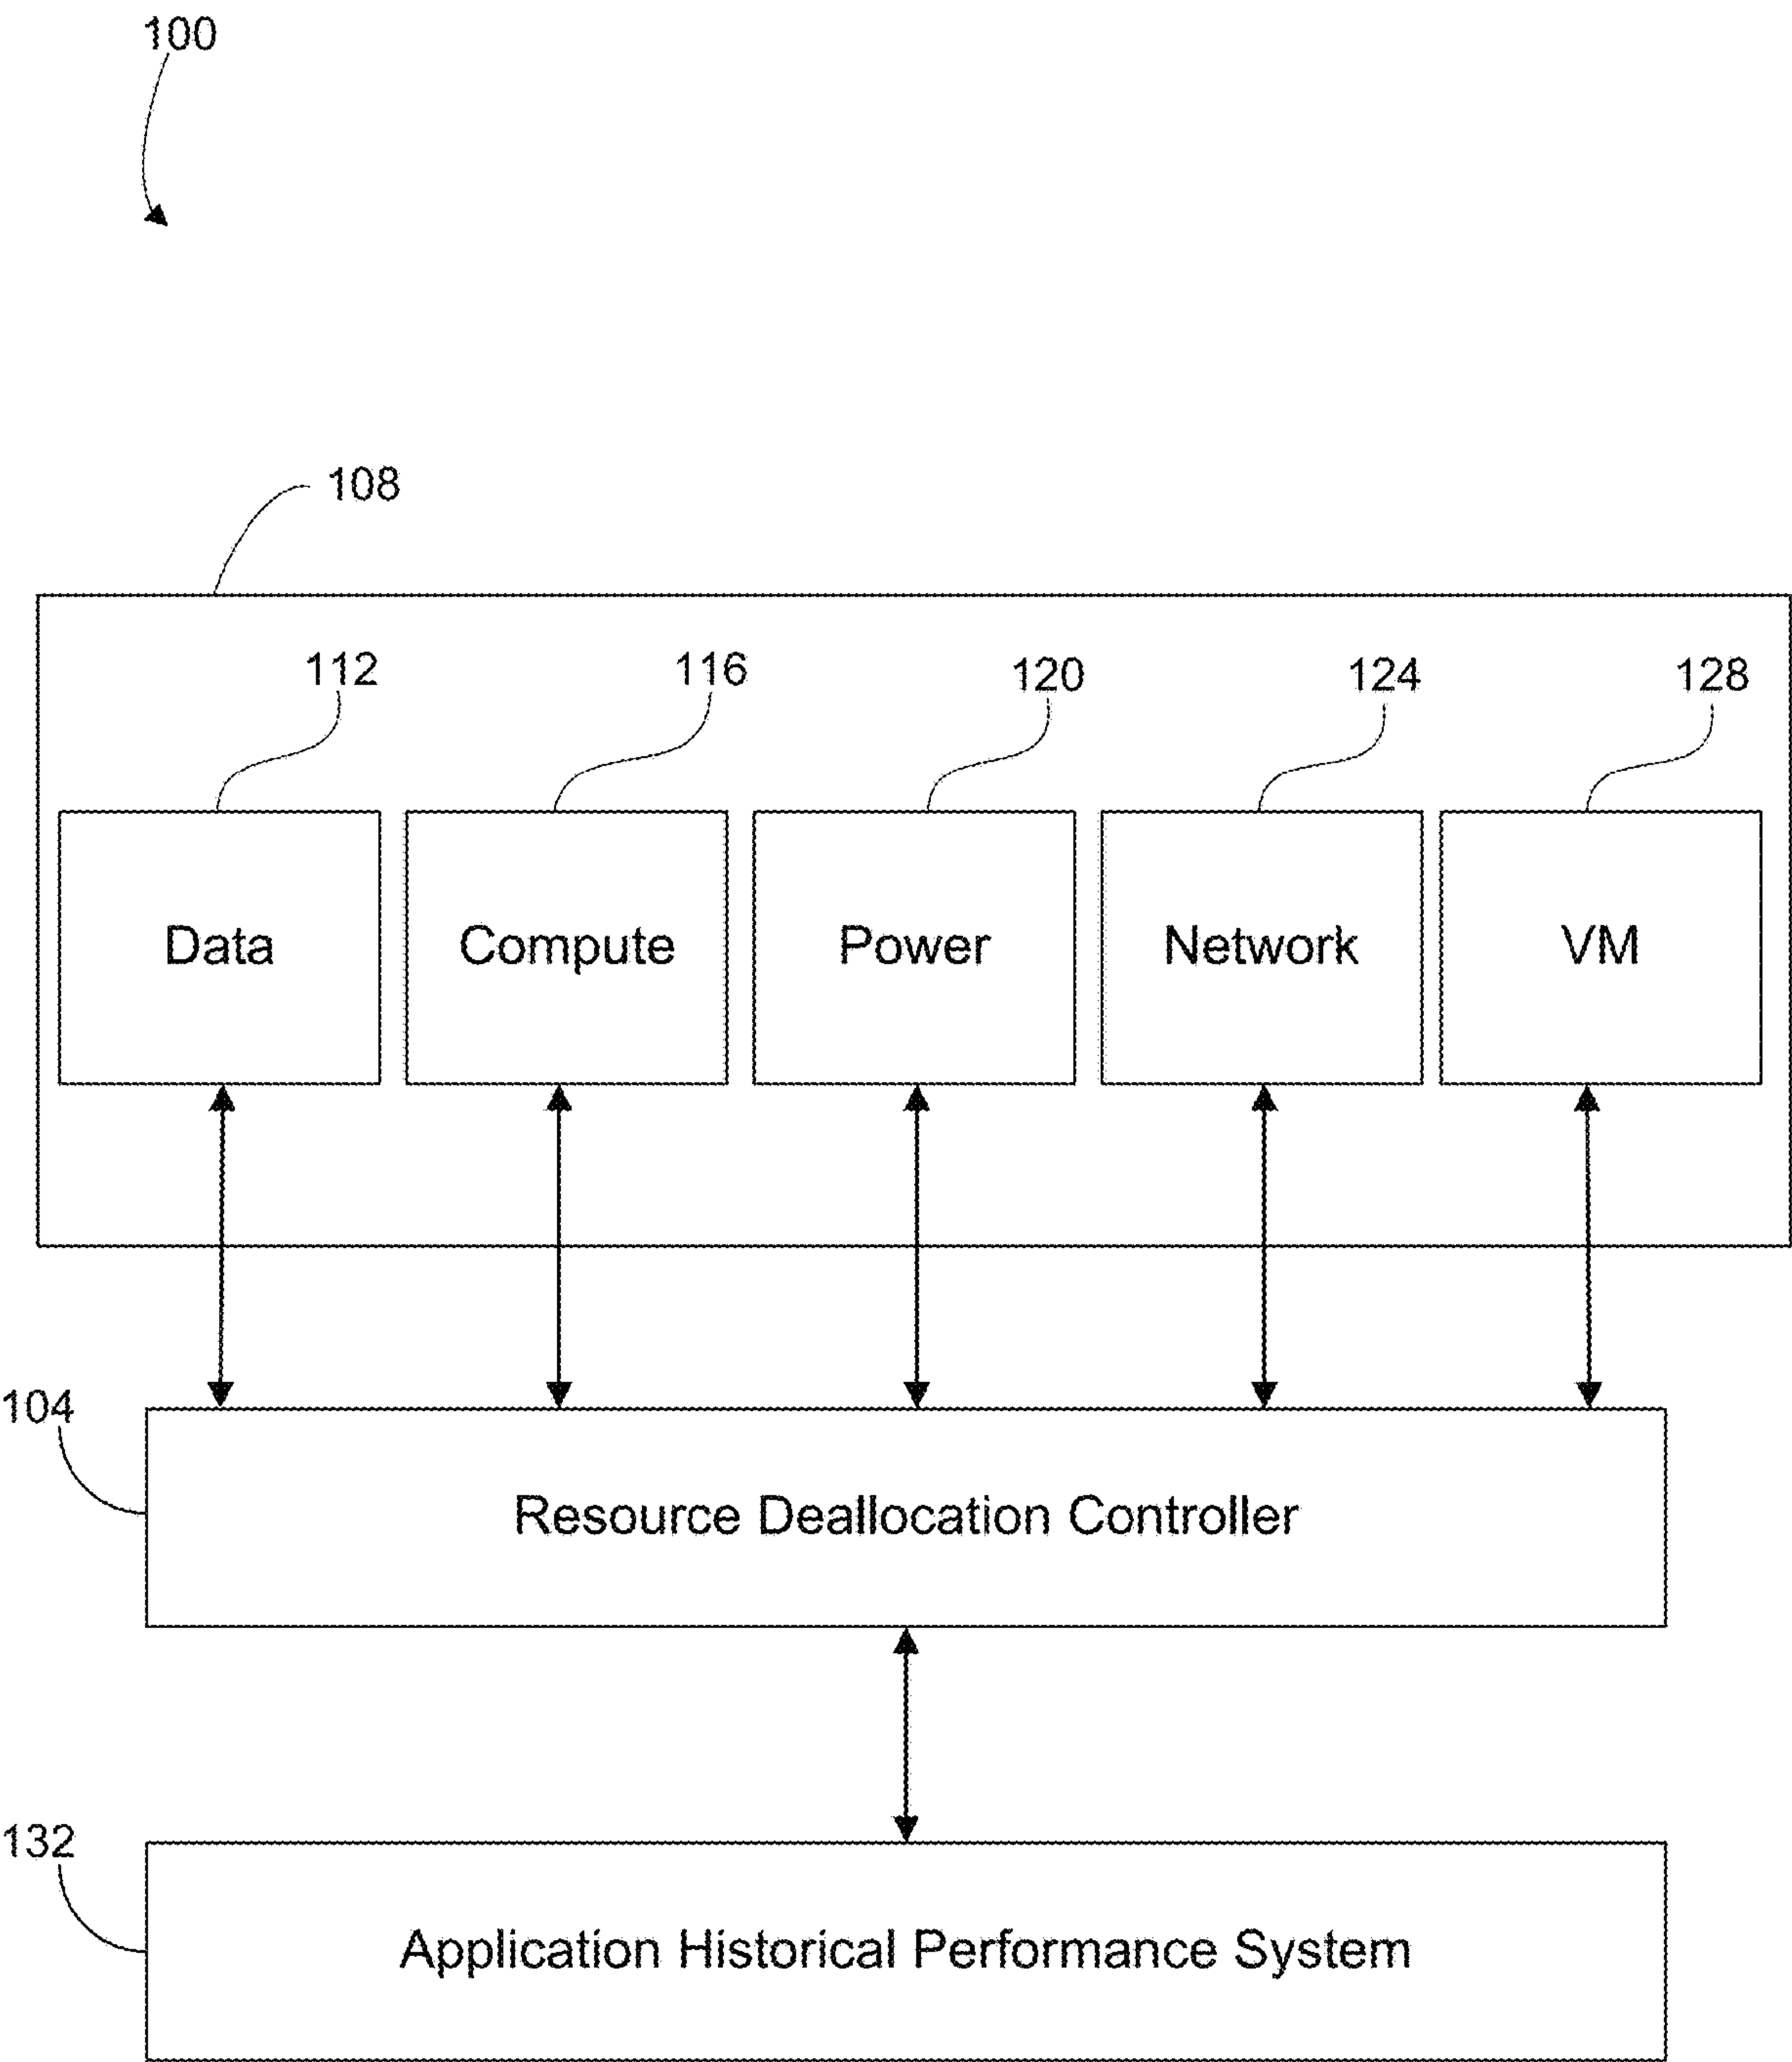 100
108
112 116 120 124 128
Data Compute Power Network VM
104
Resource Deallocation Controller
132
Application Historical Performance System